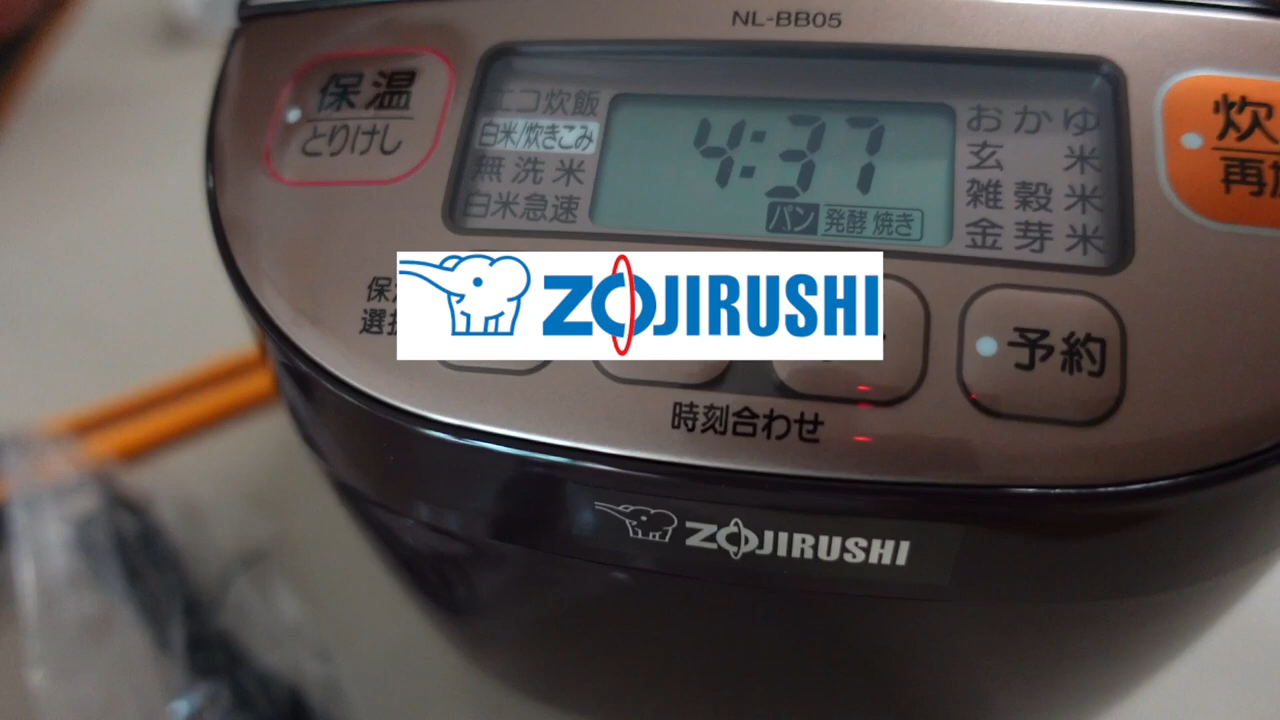 NL-BB05
保温
とりけし
エコ炊飯
白米/炊きこみ
無洗米
白米急速
4:37
パン 発酵 焼き
おかゆ
玄米
雑穀米
金芽米
炊
再
保
選
ZOJIRUSHI
予約
時刻合わせ
ZOJIRUSHI